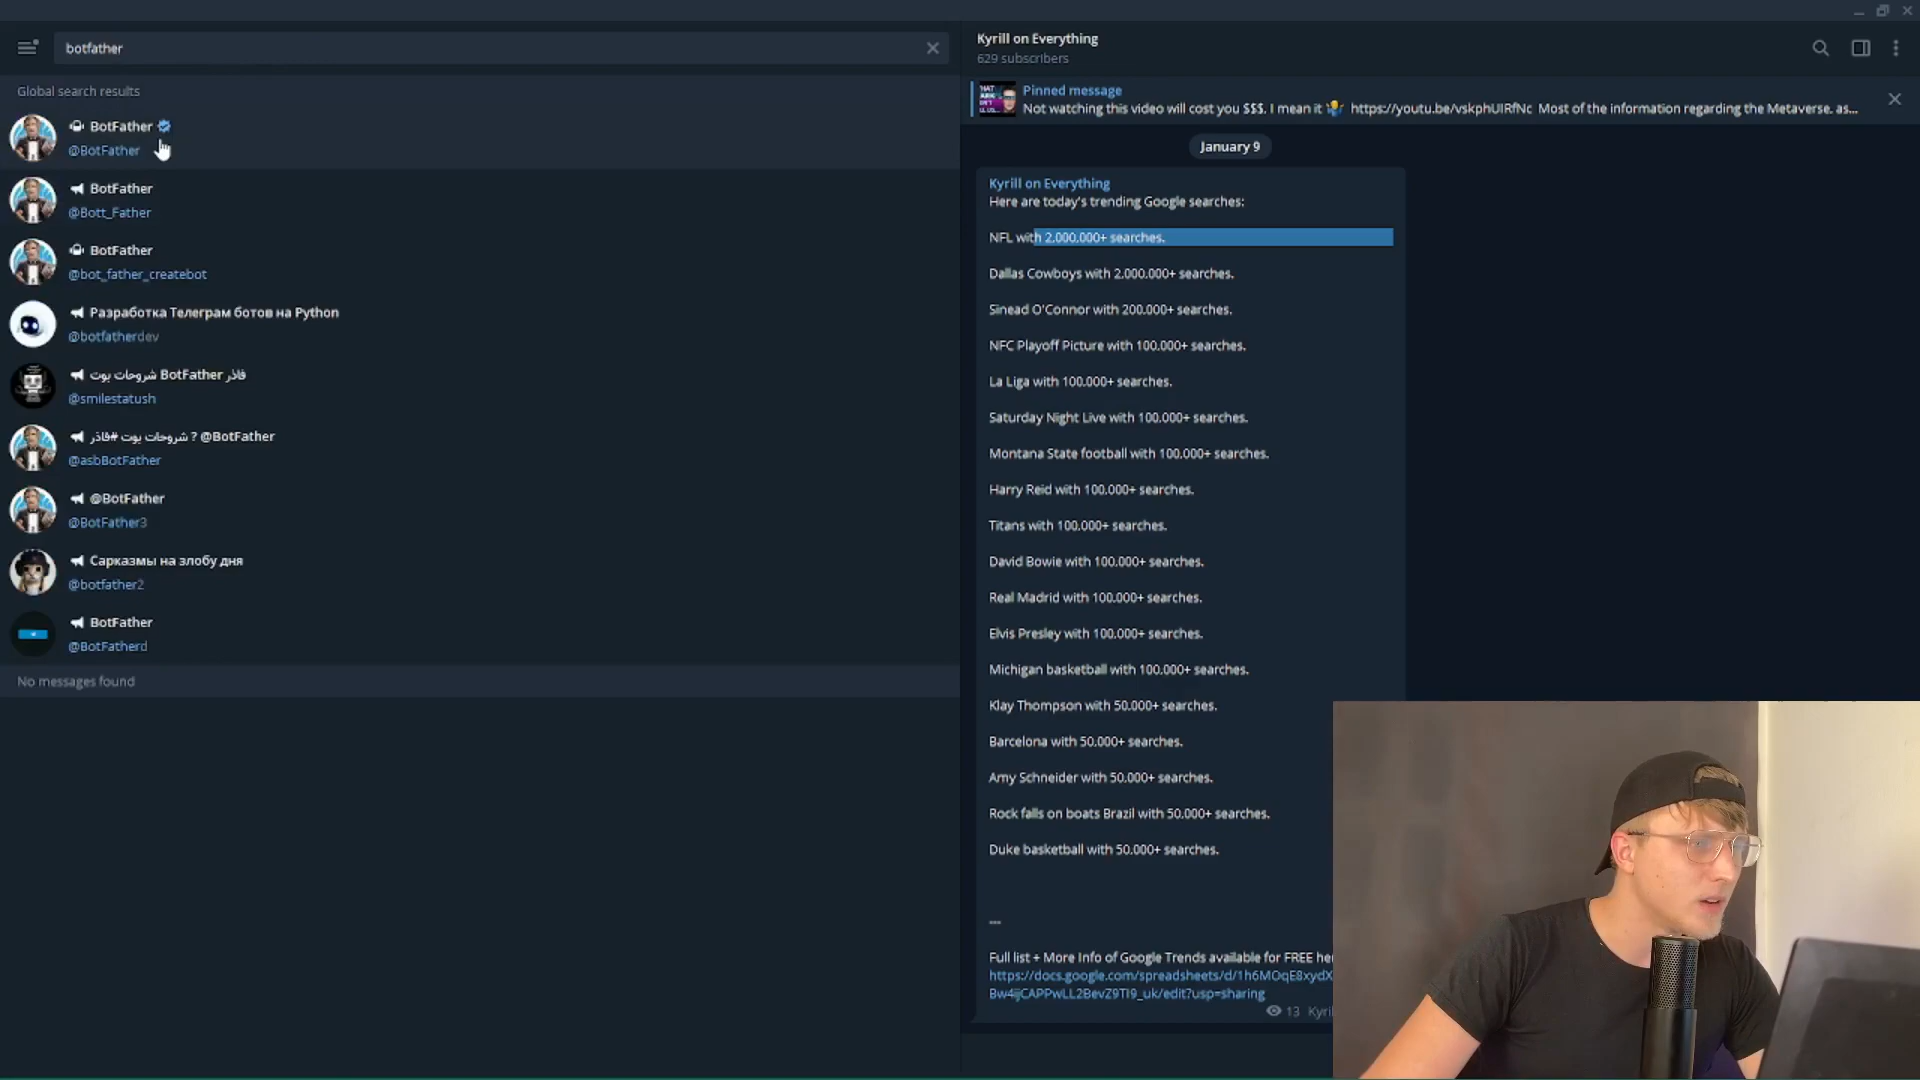 botfather
Global search results
BotFather
@BotFather
BotFather
@Bott_Father
BotFather
@bot_father_createbot
Разработка Телеграм ботов на Python
@botfatherdev
شروحات بوت BotFather فاذر
@smilestatush
شروحات بوت #فاذر ? @BotFather
@asbBotFather
@BotFather
@BotFather3
Сарказмы на злобу дня
@botfather2
BotFather
@BotFatherd
No messages found
Kyrill on Everything
629 subscribers
Pinned message
Not watching this video will cost you $$$. I mean it 🤷 https://youtu.be/vskphUIRfNc Most of the information regarding the Metaverse. as...
January 9
Kyrill on Everything
Here are today's trending Google searches:
NFL with 2.000.000+ searches.
Dallas Cowboys with 2.000.000+ searches.
Sinead O'Connor with 200.000+ searches.
NFC Playoff Picture with 100.000+ searches.
La Liga with 100.000+ searches.
Saturday Night Live with 100.000+ searches.
Montana State football with 100.000+ searches.
Harry Reid with 100.000+ searches.
Titans with 100.000+ searches.
David Bowie with 100.000+ searches.
Real Madrid with 100.000+ searches.
Elvis Presley with 100.000+ searches.
Michigan basketball with 100.000+ searches.
Klay Thompson with 50.000+ searches.
Barcelona with 50.000+ searches.
Amy Schneider with 50.000+ searches.
Rock falls on boats Brazil with 50.000+ searches.
Duke basketball with 50.000+ searches.
---
Full list + More Info of Google Trends available for FREE her
https://docs.google.com/spreadsheets/d/1h6MOqE8xydX
Bw4ijCAPPwLL2BevZ9TI9_uk/edit?usp=sharing
13 Kyril